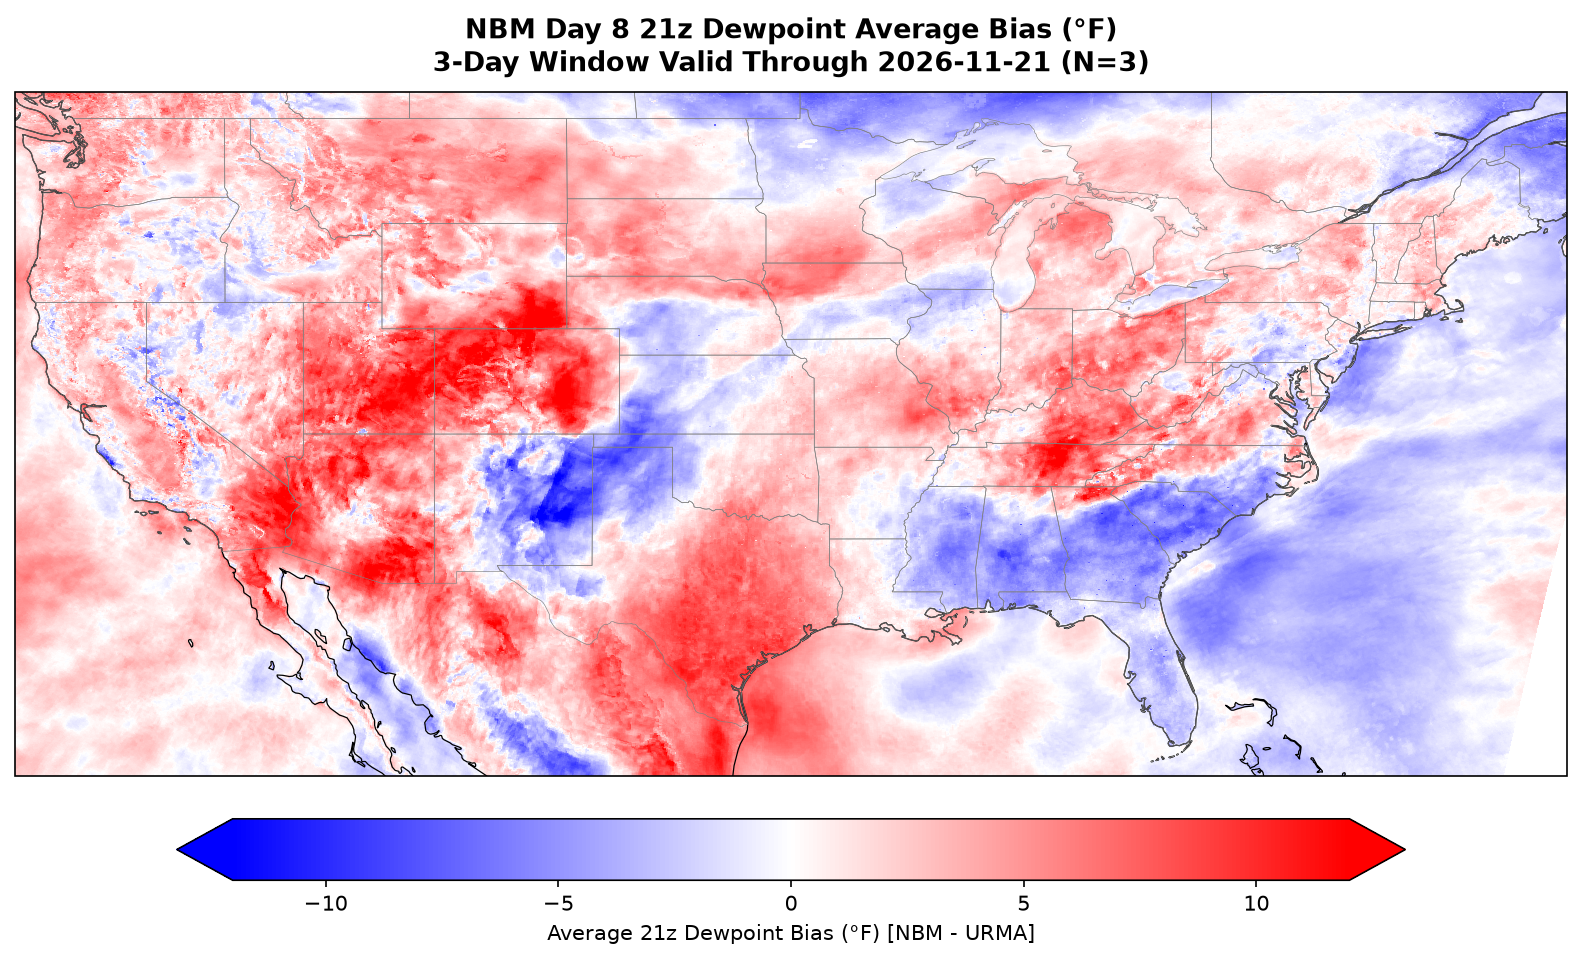 NBM Day 8 21z Dewpoint Average Bias (°F)
3-Day Window Valid Through 2026-11-21 (N=3)
−10 −5 0 5 10
Average 21z Dewpoint Bias (°F) [NBM - URMA]